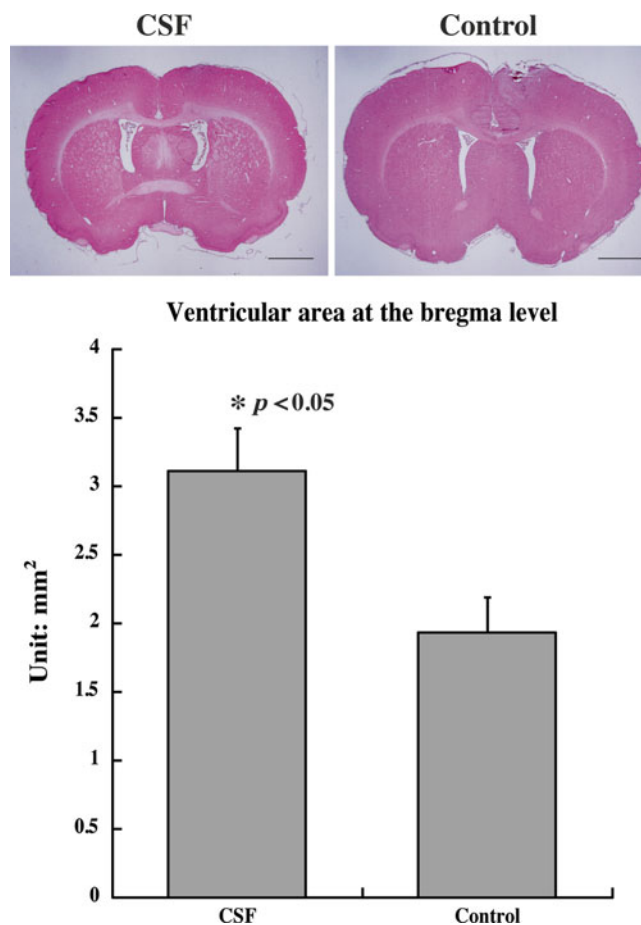 CSF Control
Ventricular area at the bregma level
4
3.5
3
2.5
2
1.5
1
0.5
0
Unit: mm²
* p<0.05
CSF Control